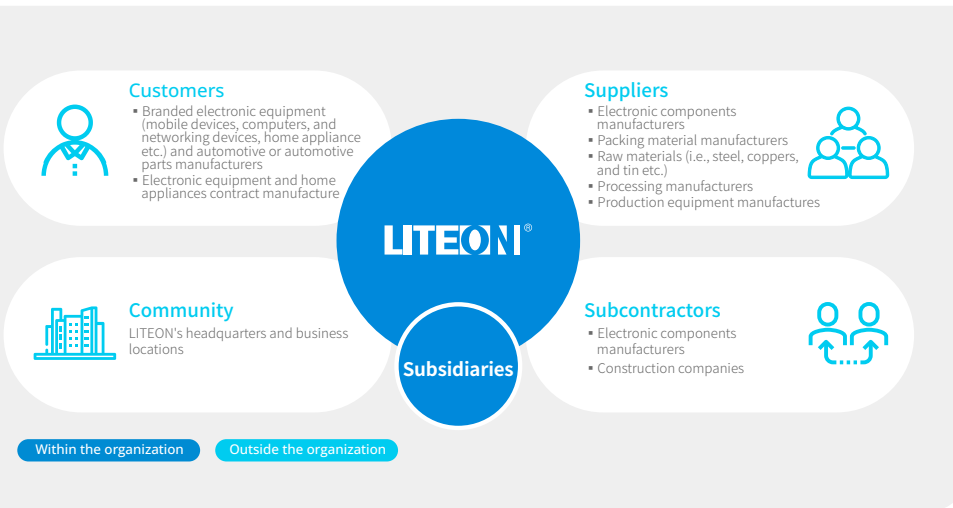 Customers
▪ Branded electronic equipment
(mobile devices, computers, and
networking devices, home appliance
etc.) and automotive or automotive
parts manufacturers
▪ Electronic equipment and home
appliances contract manufacture
Suppliers
▪ Electronic components
manufacturers
▪ Packing material manufacturers
▪ Raw materials (i.e., steel, coppers,
and tin etc.)
▪ Processing manufacturers
▪ Production equipment manufactures
LITEON®
Community
LITEON's headquarters and business
locations
Subsidiaries
Subcontractors
▪ Electronic components
manufacturers
▪ Construction companies
Within the organization
Outside the organization